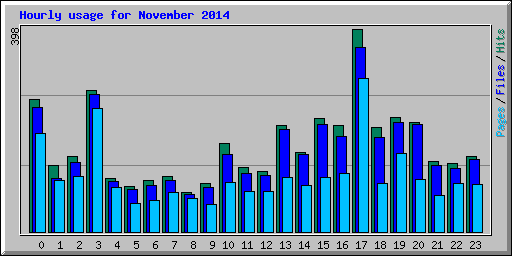 Hourly usage for November 2014
398
Pages / Files / Hits
0 1 2 3 4 5 6 7 8 9 10 11 12 13 14 15 16 17 18 19 20 21 22 23